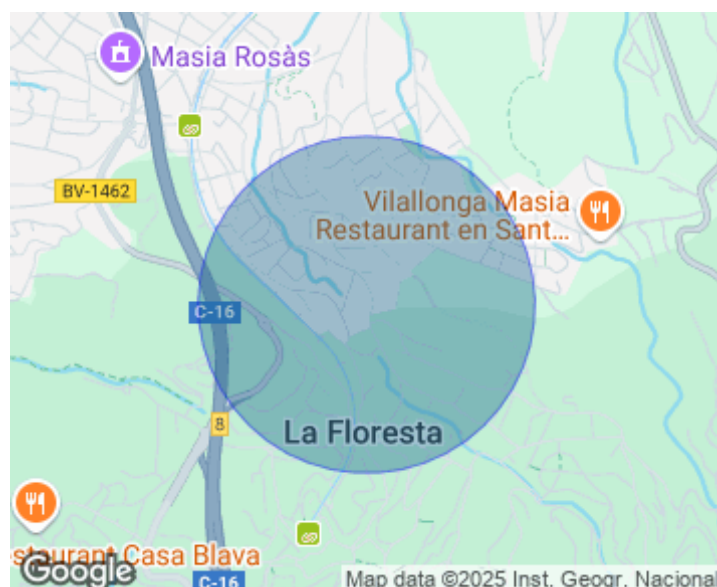 Masia Rosàs
BV-1462
Vilallonga Masia
Restaurant en Sant...
C-16
8
La Floresta
estaurant Casa Blava
Google
C-16
Map data ©2025 Inst. Geogr. Nacional